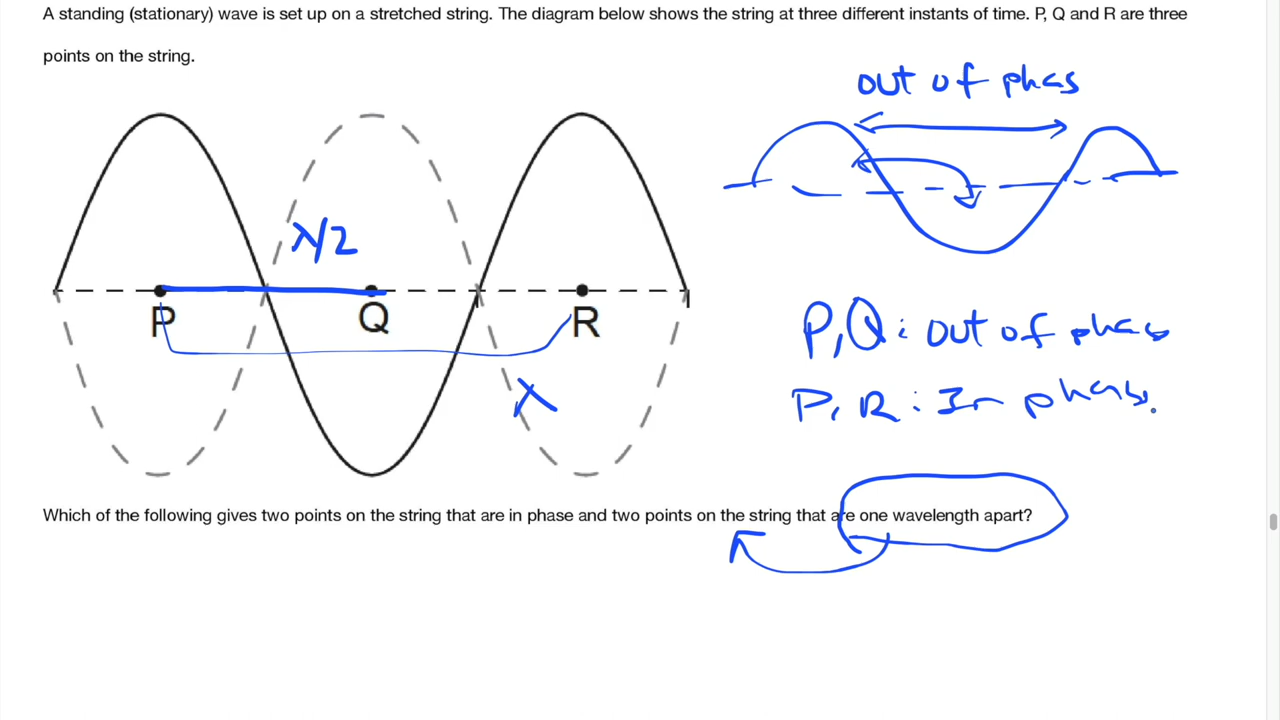 A standing (stationary) wave is set up on a stretched string. The diagram below shows the string at three different instants of time. P, Q and R are three
points on the string.
out of phas
λ/2
P Q R
λ
P,Q: out of phas
P, R: In phase.
Which of the following gives two points on the string that are in phase and two points on the string that are one wavelength apart?